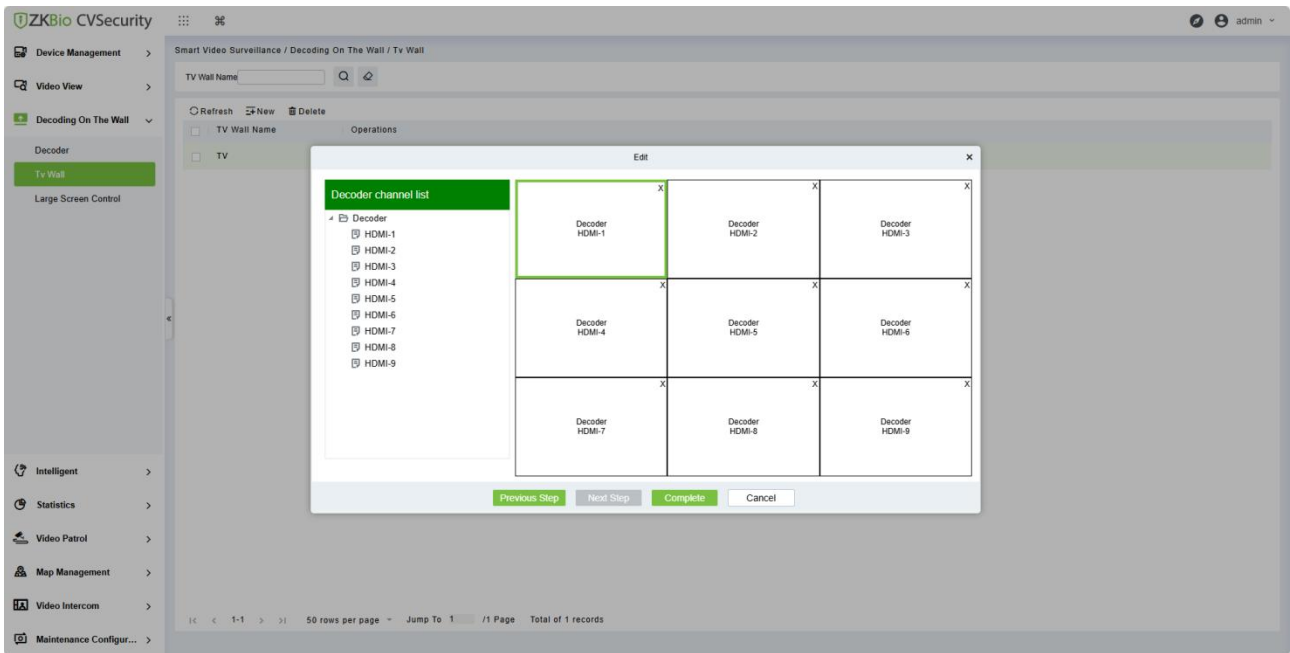 ZKBio CVSecurity
admin
Device Management
Video View
Decoding On The Wall
Decoder
Tv Wall
Large Screen Control
Intelligent
Statistics
Video Patrol
Map Management
Video Intercom
Maintenance Configur...
Smart Video Surveillance / Decoding On The Wall / Tv Wall
TV Wall Name
Refresh New Delete
TV Wall Name Operations
TV
Edit
Decoder channel list
Decoder
HDMI-1
HDMI-2
HDMI-3
HDMI-4
HDMI-5
HDMI-6
HDMI-7
HDMI-8
HDMI-9
X X X
Decoder Decoder Decoder
HDMI-1 HDMI-2 HDMI-3
X X X
Decoder Decoder Decoder
HDMI-4 HDMI-5 HDMI-6
X X X
Decoder Decoder Decoder
HDMI-7 HDMI-8 HDMI-9
Previous Step Next Step Complete Cancel
1-1 50 rows per page Jump To 1 /1 Page Total of 1 records